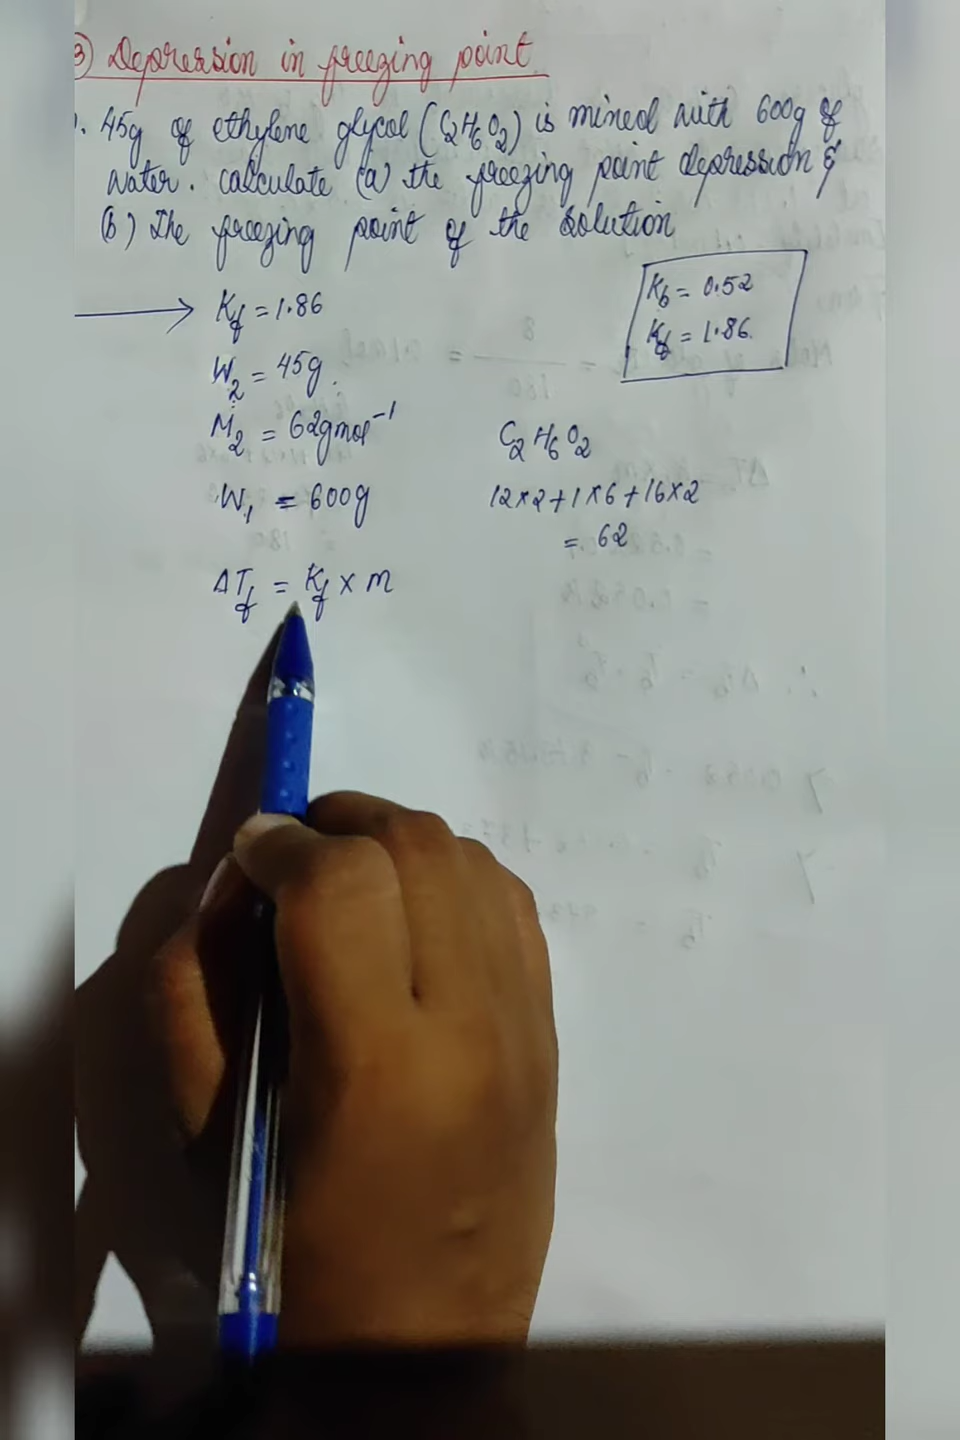 3) Depression in freezing point
1. 45g of ethylene glycol (C2H6O2) is mixed with 600g of
water. calculate (a) the freezing point depression &
(b) The freezing point of the solution
Kf = 1.86
Kb = 0.52
Kf = 1.86
W2 = 45g.
M2 = 62gmol⁻¹
C2H6O2
W1 = 600g
12×2+1×6+16×2
= 62
ΔTf = Kf × m